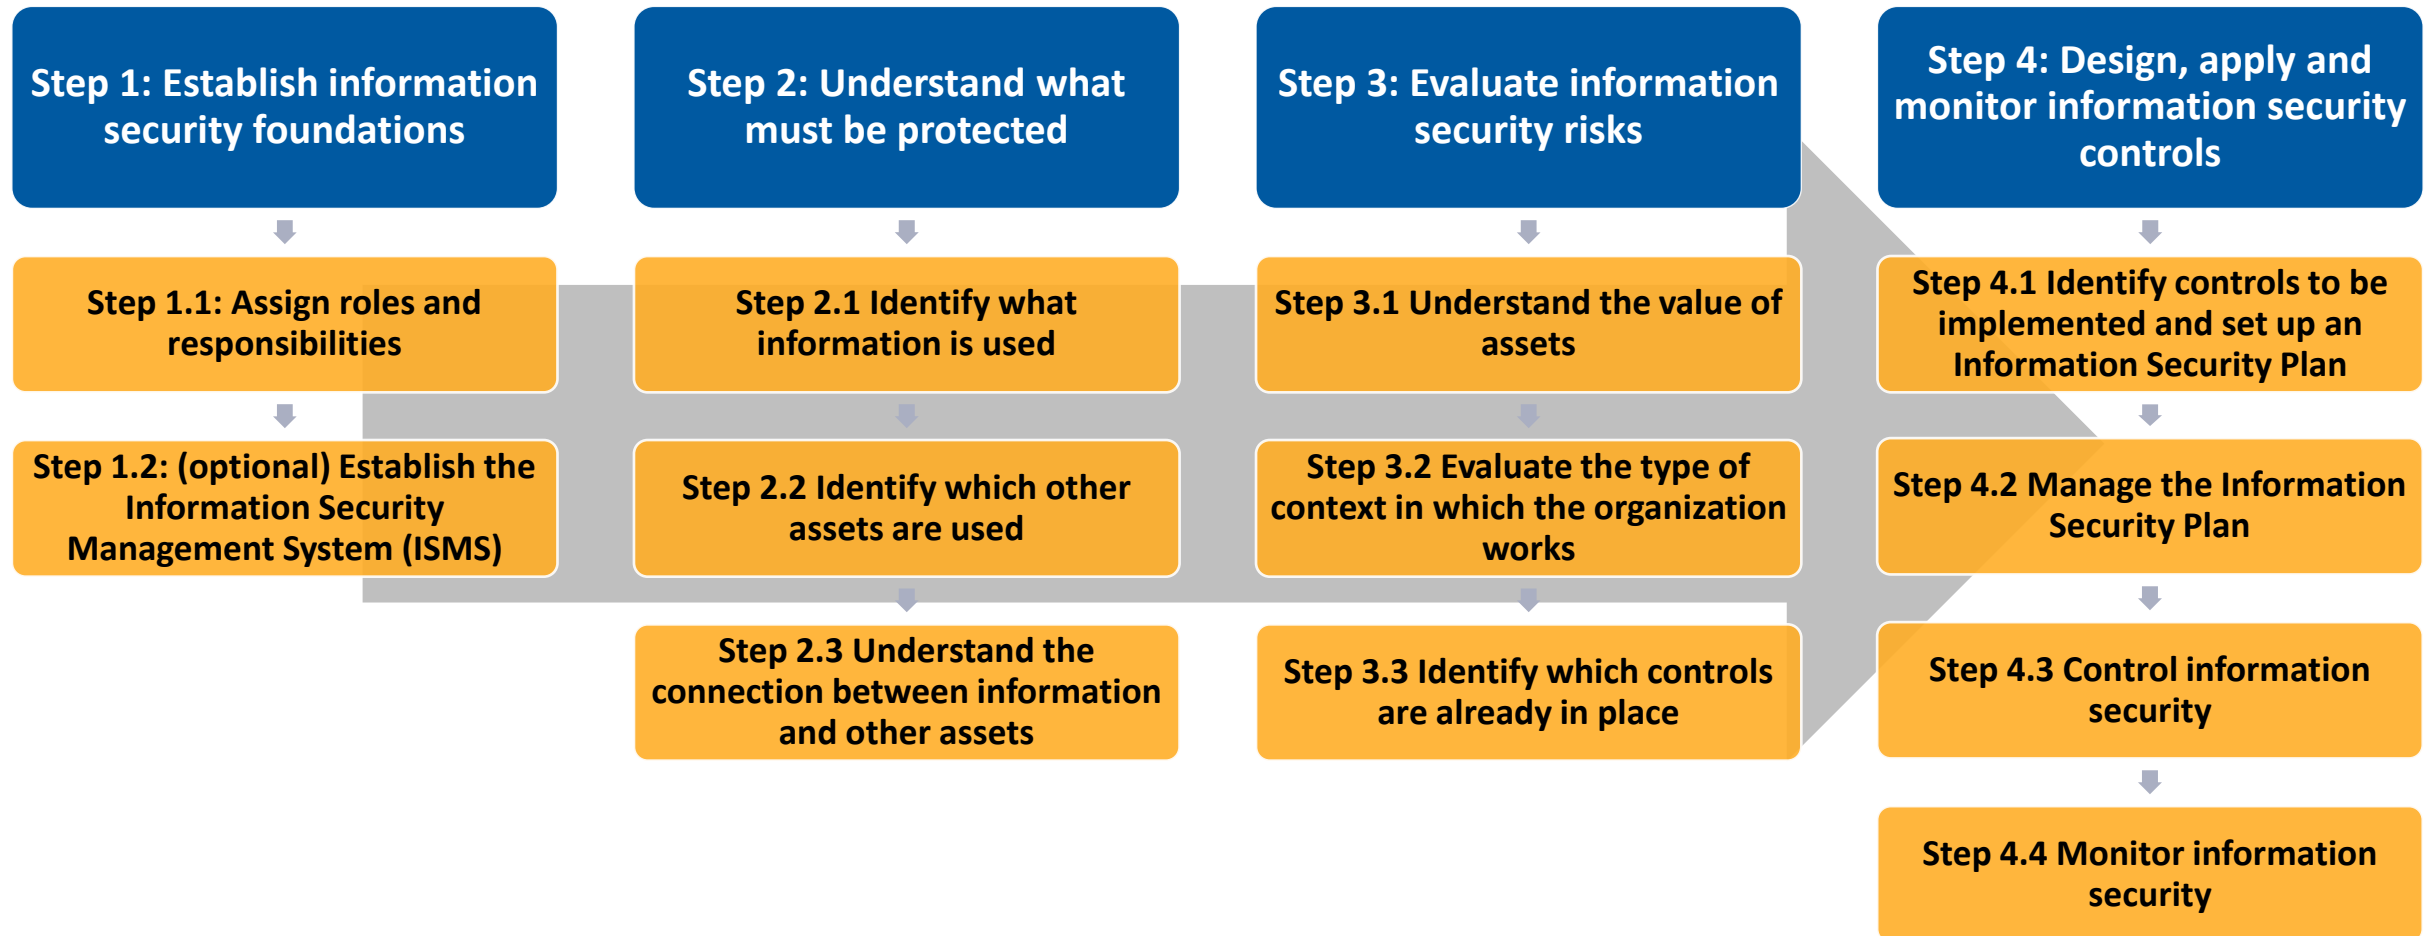 Step 1: Establish information
security foundations
Step 1.1: Assign roles and
responsibilities
Step 1.2: (optional) Establish the
Information Security
Management System (ISMS)
Step 2: Understand what
must be protected
Step 2.1 Identify what
information is used
Step 2.2 Identify which other
assets are used
Step 2.3 Understand the
connection between information
and other assets
Step 3: Evaluate information
security risks
Step 3.1 Understand the value of
assets
Step 3.2 Evaluate the type of
context in which the organization
works
Step 3.3 Identify which controls
are already in place
Step 4: Design, apply and
monitor information security
controls
Step 4.1 Identify controls to be
implemented and set up an
Information Security Plan
Step 4.2 Manage the Information
Security Plan
Step 4.3 Control information
security
Step 4.4 Monitor information
security